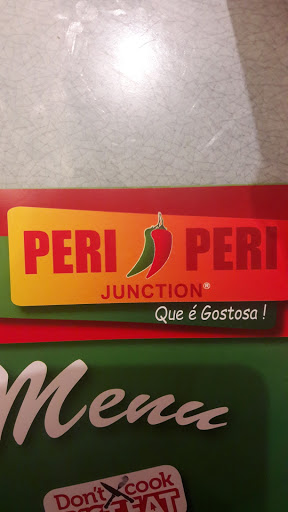 PERI PERI
JUNCTION®
Que é Gostosa !
Menu
Don't cook